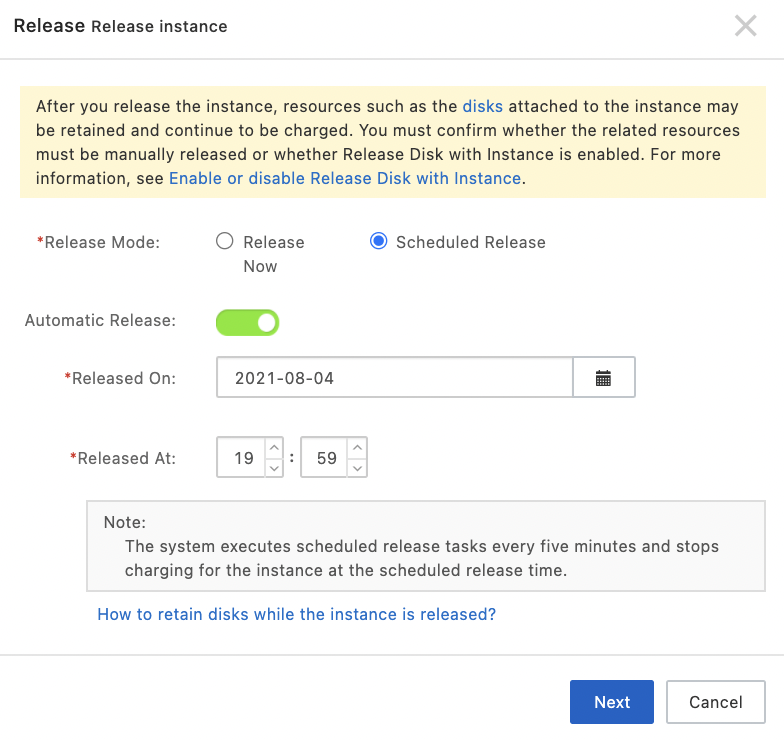 Release Release instance
After you release the instance, resources such as the disks attached to the instance may
be retained and continue to be charged. You must confirm whether the related resources
must be manually released or whether Release Disk with Instance is enabled. For more
information, see Enable or disable Release Disk with Instance.
*Release Mode: Release Now Scheduled Release
Automatic Release:
*Released On: 2021-08-04
*Released At: 19 : 59
Note:
The system executes scheduled release tasks every five minutes and stops
charging for the instance at the scheduled release time.
How to retain disks while the instance is released?
Next Cancel